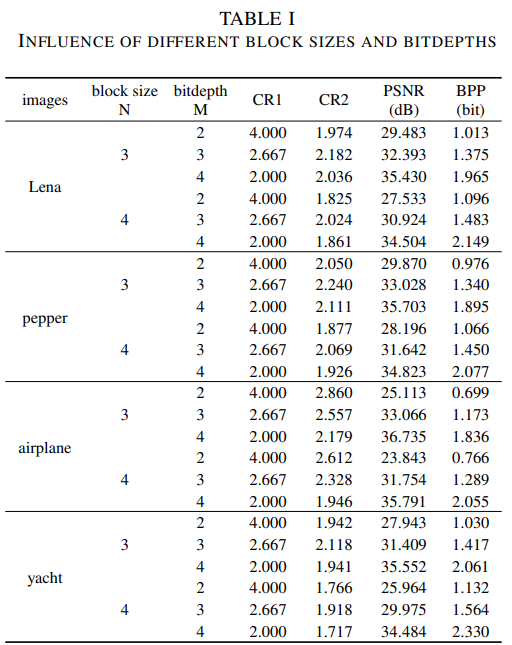 TABLE I
INFLUENCE OF DIFFERENT BLOCK SIZES AND BITDEPTHS
images block size N bitdepth M CR1 CR2 PSNR (dB) BPP (bit)
Lena 3 2 4.000 1.974 29.483 1.013
3 2.667 2.182 32.393 1.375
4 2.000 2.036 35.430 1.965
4 2 4.000 1.825 27.533 1.096
3 2.667 2.024 30.924 1.483
4 2.000 1.861 34.504 2.149
pepper 3 2 4.000 2.050 29.870 0.976
3 2.667 2.240 33.028 1.340
4 2.000 2.111 35.703 1.895
4 2 4.000 1.877 28.196 1.066
3 2.667 2.069 31.642 1.450
4 2.000 1.926 34.823 2.077
airplane 3 2 4.000 2.860 25.113 0.699
3 2.667 2.557 33.066 1.173
4 2.000 2.179 36.735 1.836
4 2 4.000 2.612 23.843 0.766
3 2.667 2.328 31.754 1.289
4 2.000 1.946 35.791 2.055
yacht 3 2 4.000 1.942 27.943 1.030
3 2.667 2.118 31.409 1.417
4 2.000 1.941 35.552 2.061
4 2 4.000 1.766 25.964 1.132
3 2.667 1.918 29.975 1.564
4 2.000 1.717 34.484 2.330